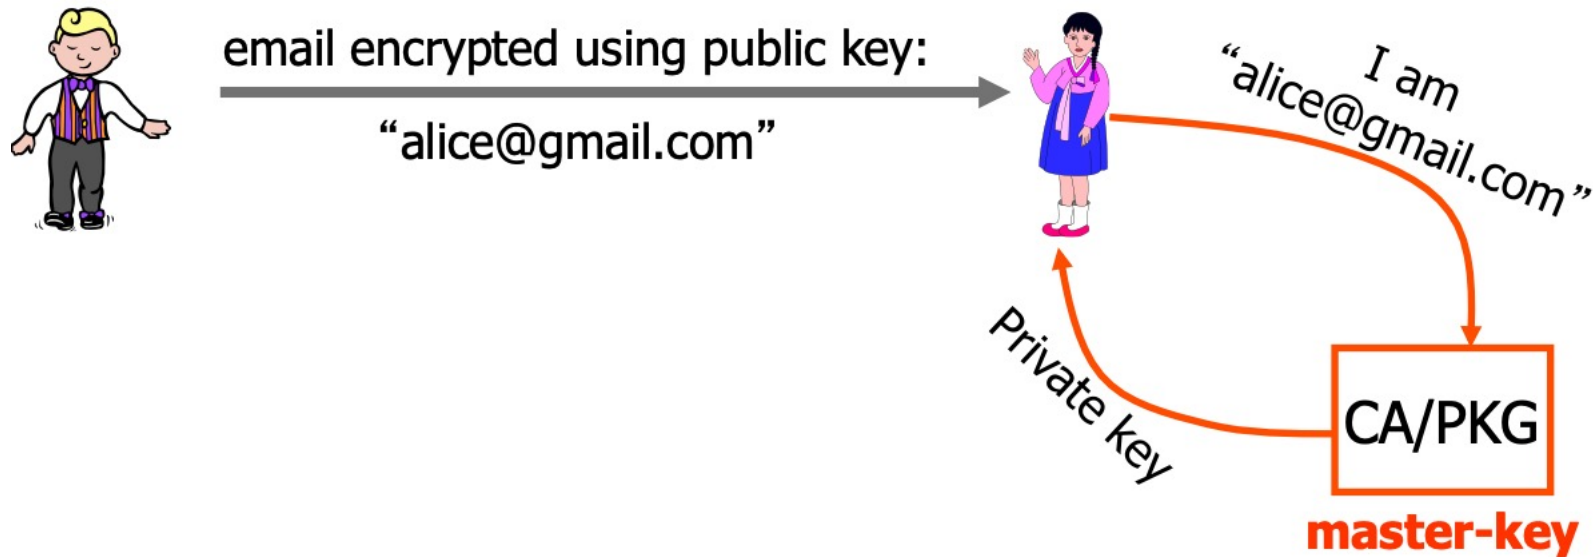 email encrypted using public key:
“alice@gmail.com”
I am
“alice@gmail.com”
Private key
CA/PKG
master-key